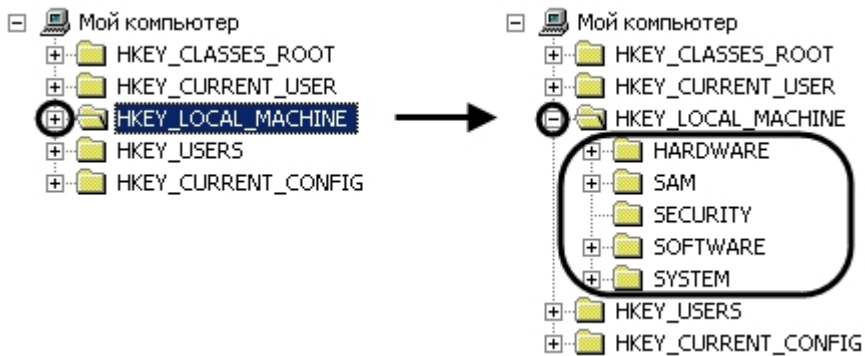 Мой компьютер
HKEY_CLASSES_ROOT
HKEY_CURRENT_USER
HKEY_LOCAL_MACHINE
HKEY_USERS
HKEY_CURRENT_CONFIG
Мой компьютер
HKEY_CLASSES_ROOT
HKEY_CURRENT_USER
HKEY_LOCAL_MACHINE
HARDWARE
SAM
SECURITY
SOFTWARE
SYSTEM
HKEY_USERS
HKEY_CURRENT_CONFIG